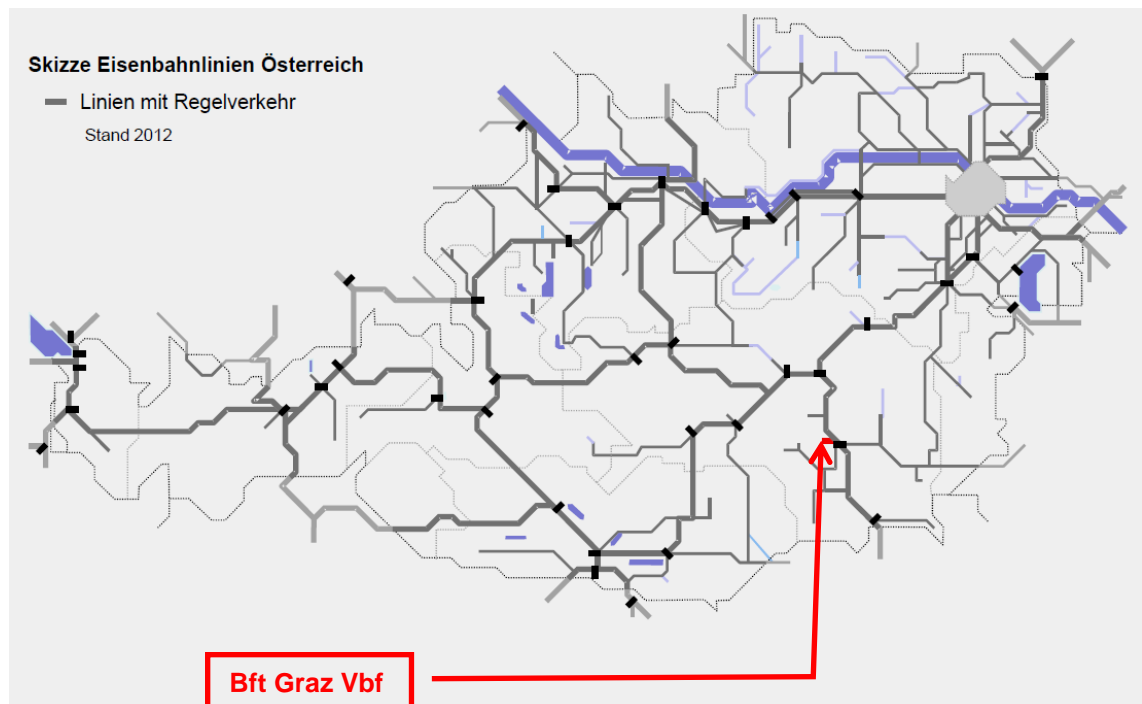 Skizze Eisenbahnlinien Österreich
Linien mit Regelverkehr
Stand 2012
Bft Graz Vbf